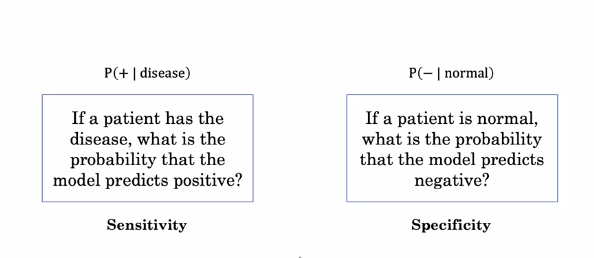 P(+ | disease)
If a patient has the
disease, what is the
probability that the
model predicts positive?
Sensitivity
P(− | normal)
If a patient is normal,
what is the probability
that the model predicts
negative?
Specificity